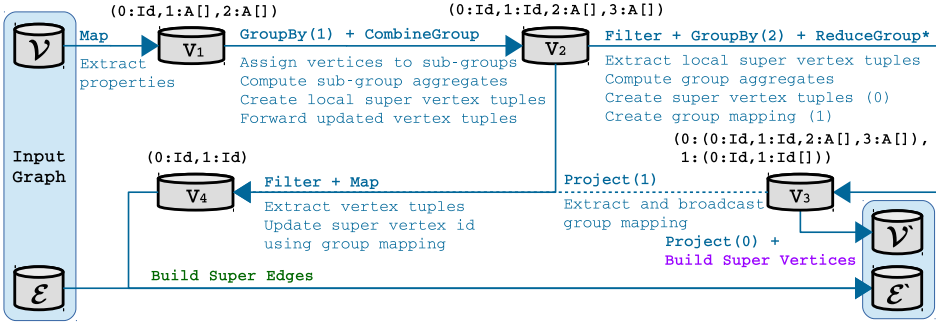 (0:Id,1:A[],2:A[])
(0:Id,1:Id,2:A[],3:A[])
𝒱
Map
Extract
properties
V1
GroupBy(1) + CombineGroup
Assign vertices to sub-groups
Compute sub-group aggregates
Create local super vertex tuples
Forward updated vertex tuples
V2
Filter + GroupBy(2) + ReduceGroup*
Extract local super vertex tuples
Compute group aggregates
Create super vertex tuples (0)
Create group mapping (1)
(0:(0:Id,1:Id,2:A[],3:A[]),
1:(0:Id,1:Id[]))
Input
Graph
(0:Id,1:Id)
V4
Filter + Map
Extract vertex tuples
Update super vertex id
using group mapping
Project(1)
Extract and broadcast
group mapping
V3
Project(0) +
Build Super Vertices
𝒱`
ℰ
Build Super Edges
ℰ`